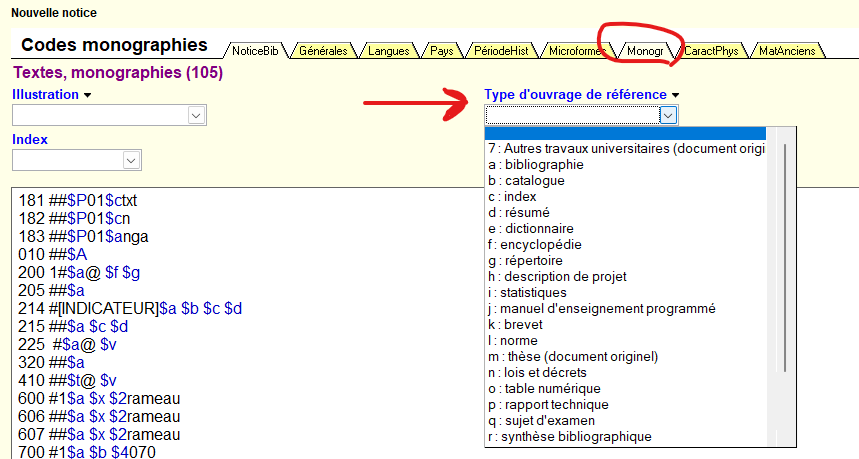 Nouvelle notice
Codes monographies
NoticeBib Générales Langues Pays PériodeHist Microformes Monogr CaractPhys MatAnciens
Textes, monographies (105)
Illustration
Type d'ouvrage de référence
Index
7 : Autres travaux universitaires (document origi
a : bibliographie
b : catalogue
c : index
d : résumé
e : dictionnaire
f : encyclopédie
g : répertoire
h : description de projet
i : statistiques
j : manuel d'enseignement programmé
k : brevet
l : norme
m : thèse (document originel)
n : lois et décrets
o : table numérique
p : rapport technique
q : sujet d'examen
r : synthèse bibliographique
181 ##$P01$ctxt
182 ##$P01$cn
183 ##$P01$anga
010 ##$A
200 1#$a@ $f $g
205 ##$a
214 #[INDICATEUR]$a $b $c $d
215 ##$a $c $d
225  #$a@ $v
320 ##$a
410 ##$t@ $v
600 #1$a $x $2rameau
606 ##$a $x $2rameau
607 ##$a $x $2rameau
700 #1$a $b $4070